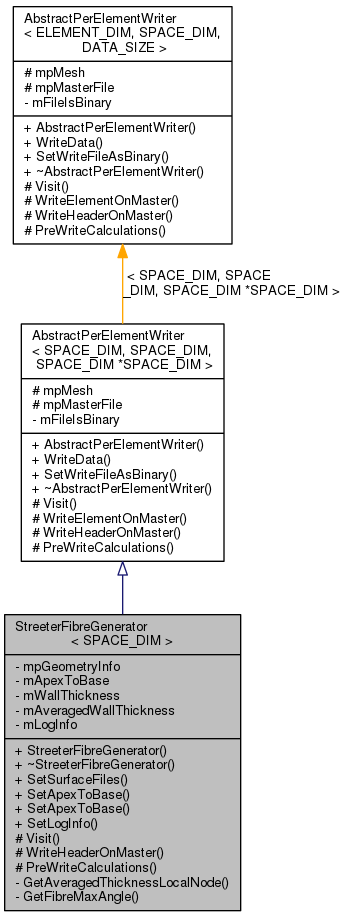 AbstractPerElementWriter
< ELEMENT_DIM, SPACE_DIM,
DATA_SIZE >
# mpMesh
# mpMasterFile
- mFileIsBinary
+ AbstractPerElementWriter()
+ WriteData()
+ SetWriteFileAsBinary()
+ ~AbstractPerElementWriter()
# Visit()
# WriteElementOnMaster()
# WriteHeaderOnMaster()
# PreWriteCalculations()
< SPACE_DIM, SPACE
_DIM, SPACE_DIM *SPACE_DIM >
AbstractPerElementWriter
< SPACE_DIM, SPACE_DIM,
SPACE_DIM *SPACE_DIM >
# mpMesh
# mpMasterFile
- mFileIsBinary
+ AbstractPerElementWriter()
+ WriteData()
+ SetWriteFileAsBinary()
+ ~AbstractPerElementWriter()
# Visit()
# WriteElementOnMaster()
# WriteHeaderOnMaster()
# PreWriteCalculations()
StreeterFibreGenerator
< SPACE_DIM >
- mpGeometryInfo
- mApexToBase
- mWallThickness
- mAveragedWallThickness
- mLogInfo
+ StreeterFibreGenerator()
+ ~StreeterFibreGenerator()
+ SetSurfaceFiles()
+ SetApexToBase()
+ SetApexToBase()
+ SetLogInfo()
# Visit()
# WriteHeaderOnMaster()
# PreWriteCalculations()
- GetAveragedThicknessLocalNode()
- GetFibreMaxAngle()